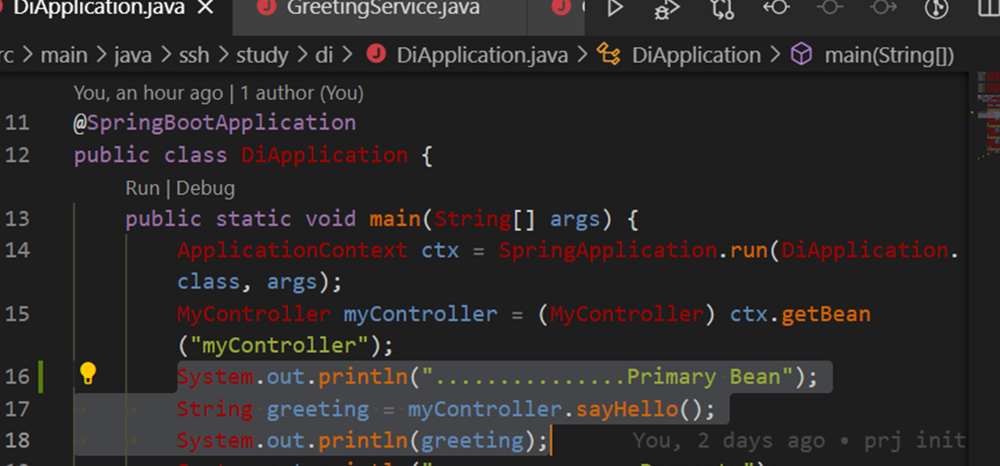 DiApplication.java × GreetingService.java
rc > main > java > ssh > study > di > J DiApplication.java > DiApplication > main(String[])
You, an hour ago | 1 author (You)
11 @SpringBootApplication
12 public class DiApplication {
Run | Debug
13 public static void main(String[] args) {
14 ApplicationContext ctx = SpringApplication.run(DiApplication.
class, args);
15 MyController myController = (MyController) ctx.getBean
("myController");
16 System.out.println("...............Primary Bean");
17 String greeting = myController.sayHello();
18 System.out.println(greeting); You, 2 days ago • prj init